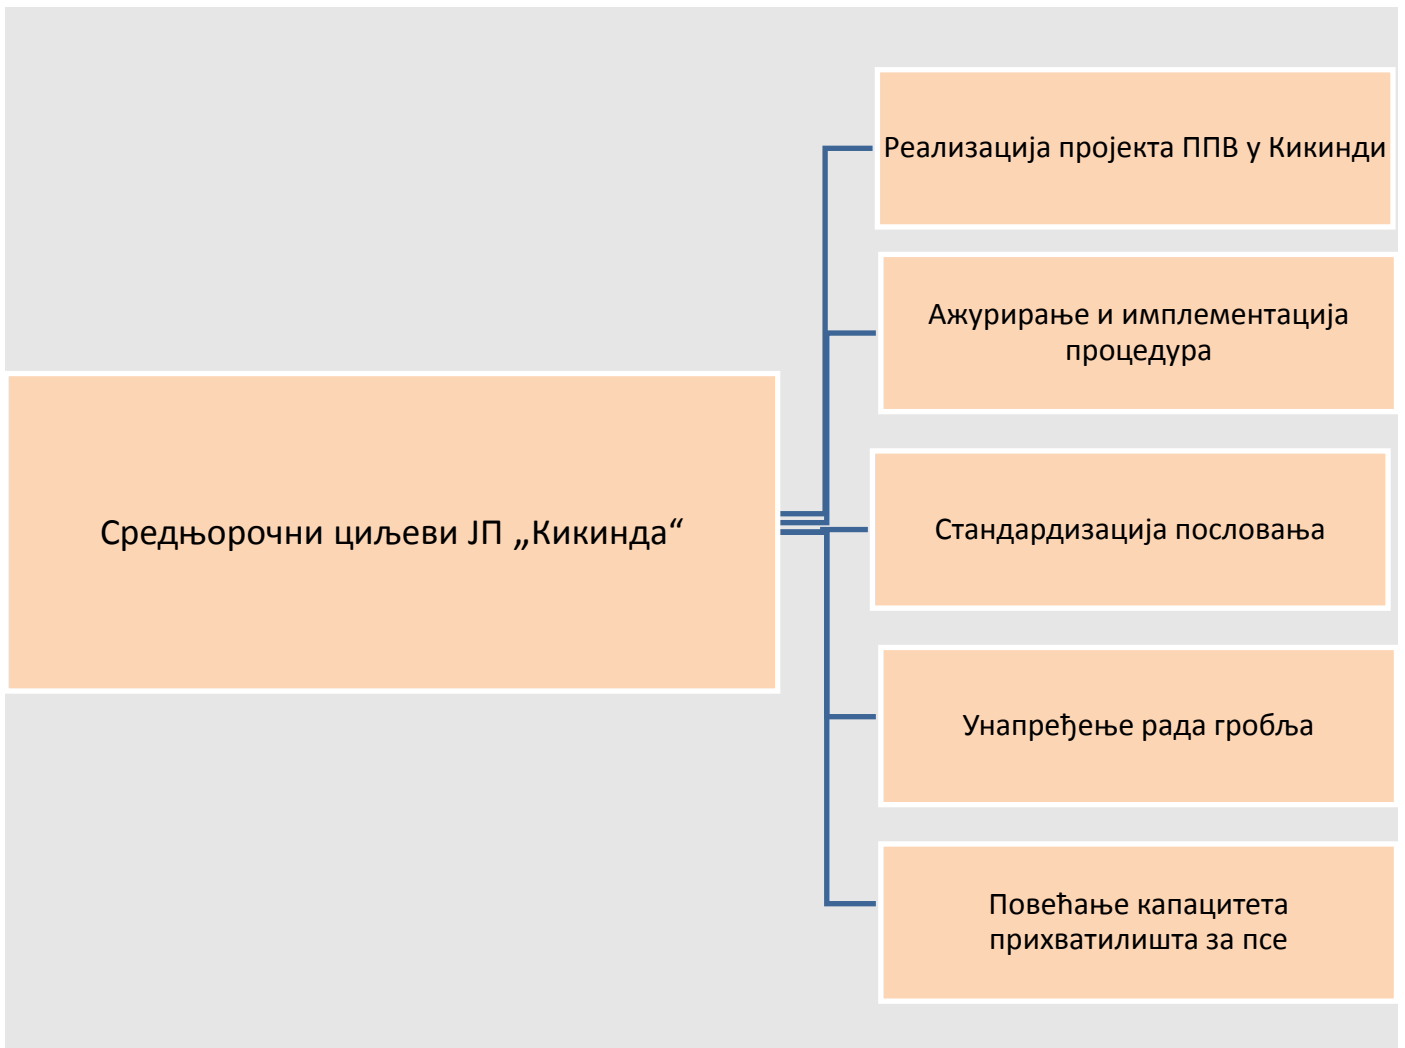 Реализација пројекта ППВ у Кикинди
Ажурирање и имплементација
процедура
Средњорочни циљеви ЈП „Кикинда“
Стандардизација пословања
Унапређење рада гробља
Повећање капацитета
прихватилишта за псе